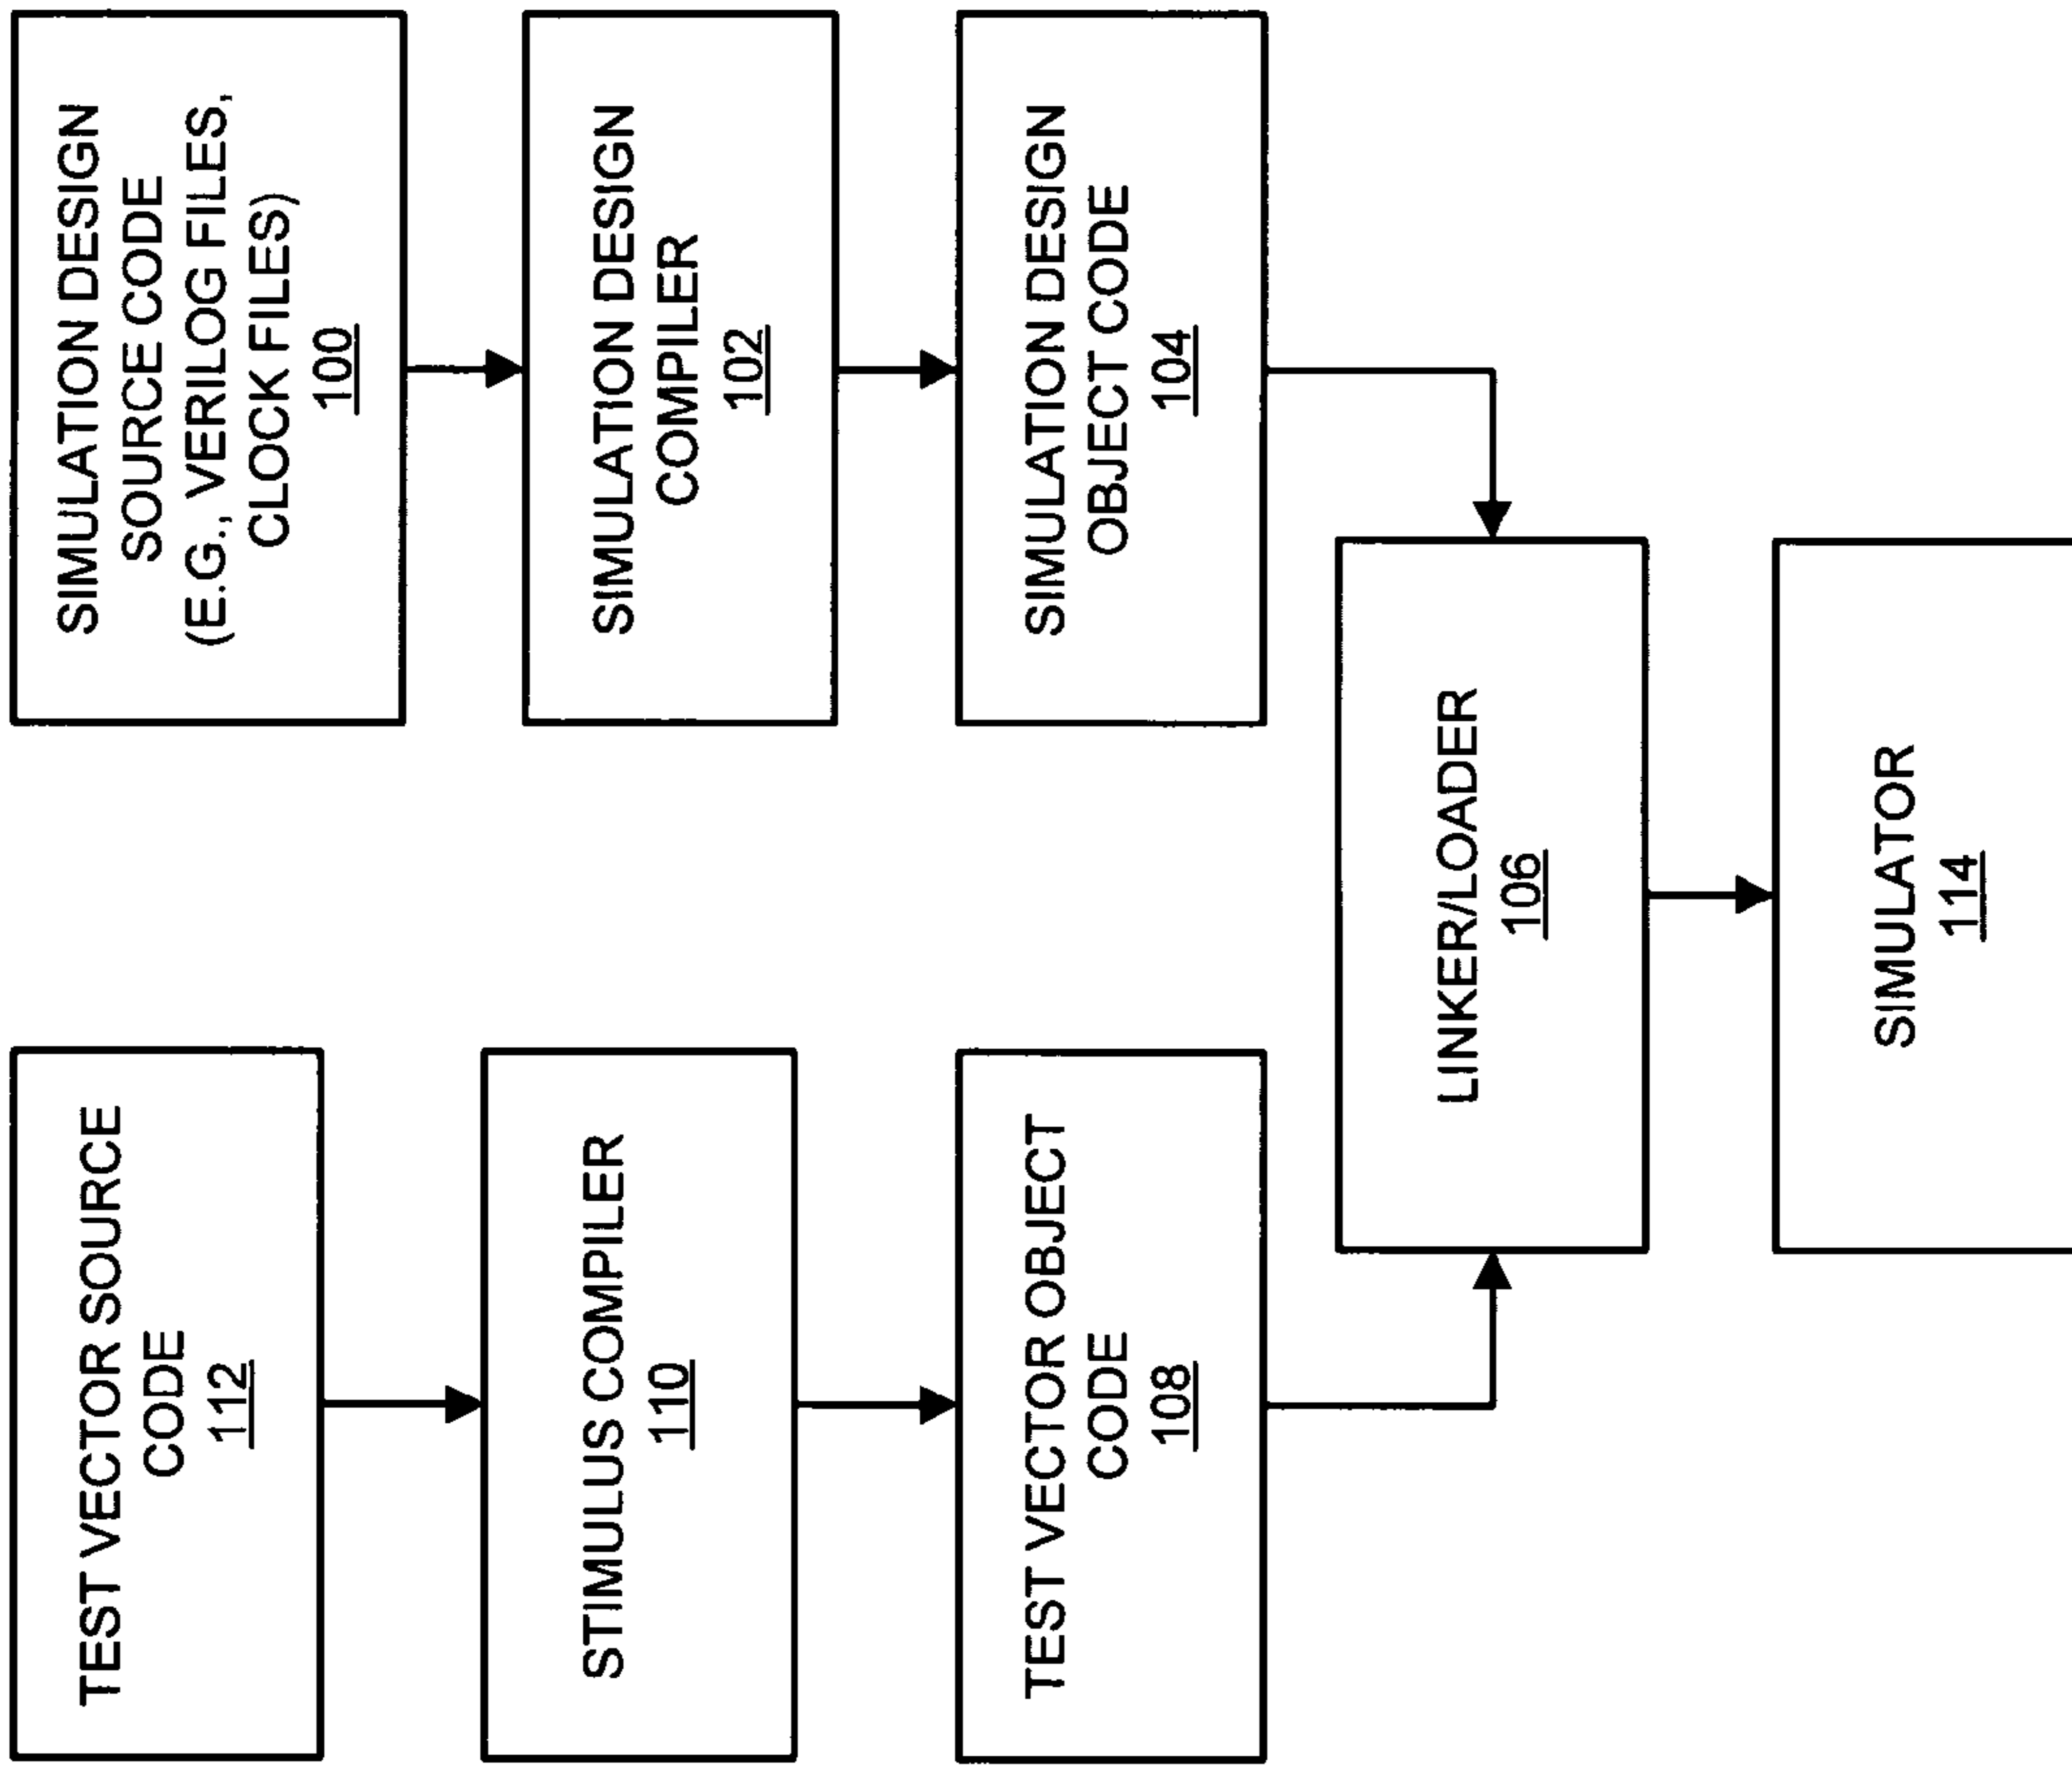 TEST VECTOR SOURCE
CODE
112
STIMULUS COMPILER
110
TEST VECTOR OBJECT
CODE
108
SIMULATION DESIGN
SOURCE CODE
(E.G., VERILOG FILES,
CLOCK FILES)
100
SIMULATION DESIGN
COMPILER
102
SIMULATION DESIGN
OBJECT CODE
104
LINKER/LOADER
106
SIMULATOR
114